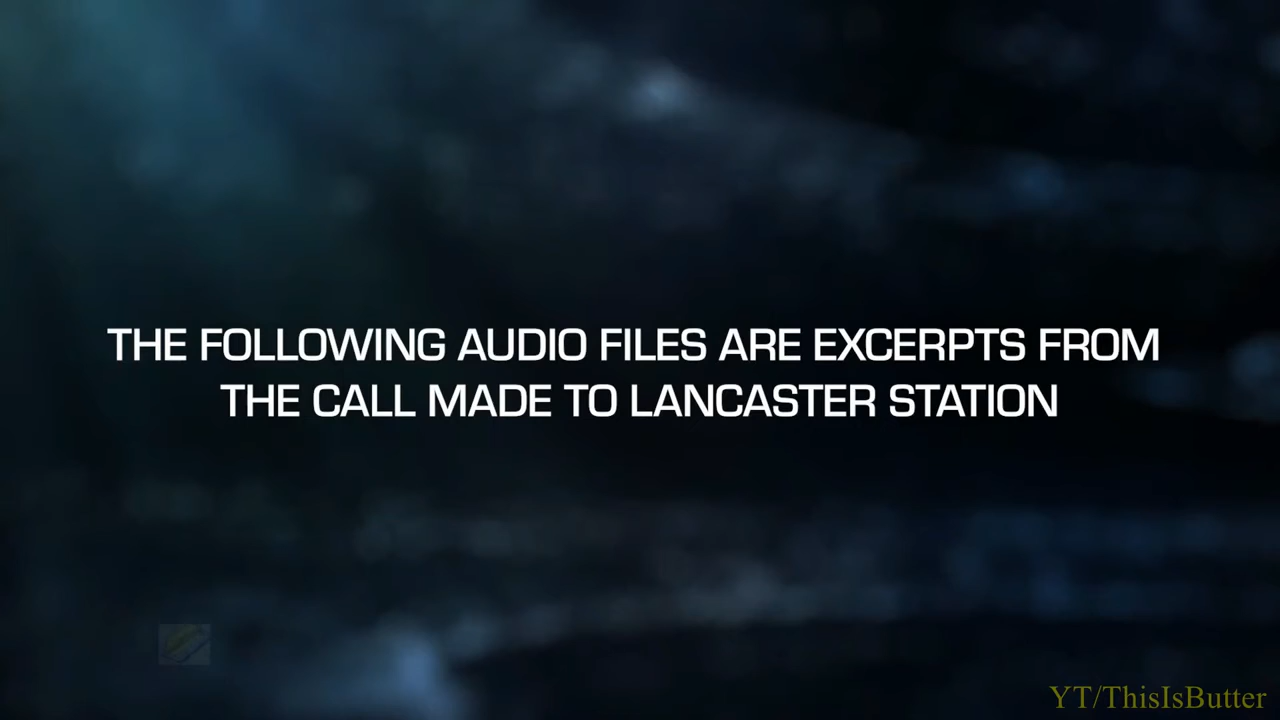 THE FOLLOWING AUDIO FILES ARE EXCERPTS FROM
THE CALL MADE TO LANCASTER STATION
YT/ThisIsButter